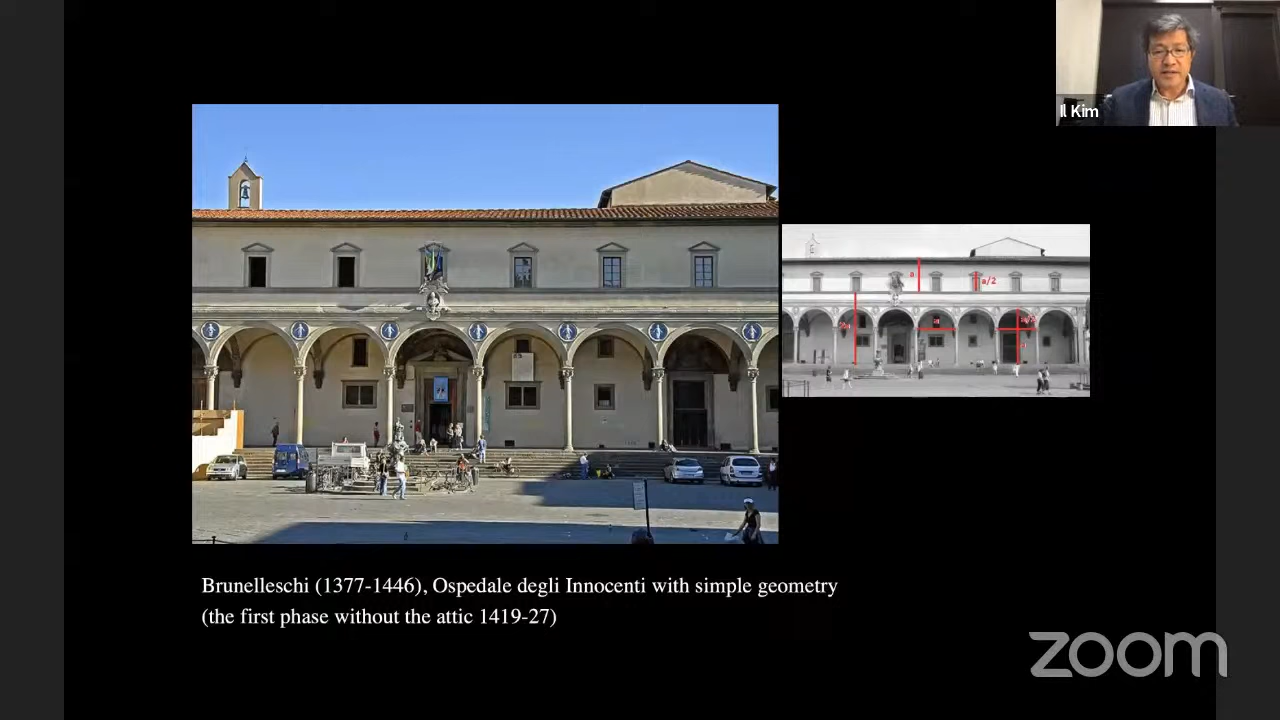 Il Kim
a
a/2
Brunelleschi (1377-1446), Ospedale degli Innocenti with simple geometry
(the first phase without the attic 1419-27)
zoom